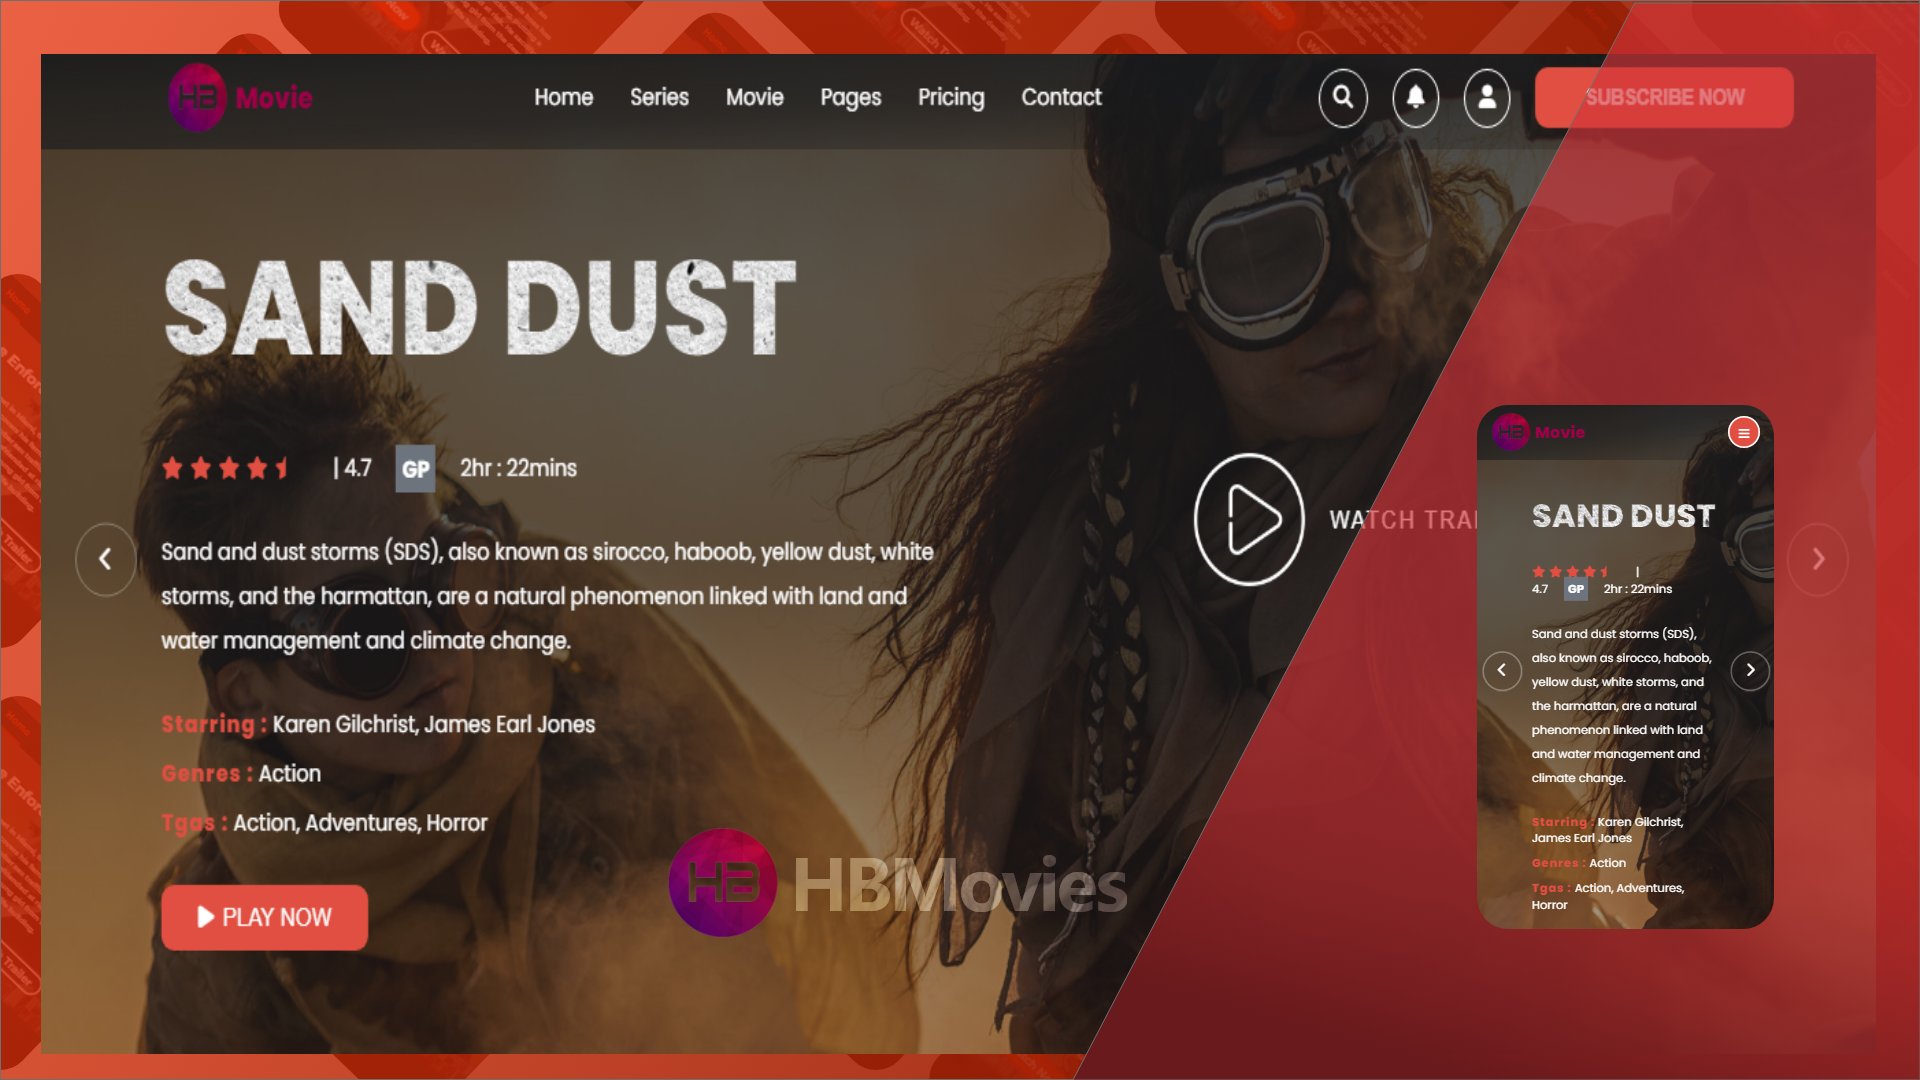 HB Movie
Home Series Movie Pages Pricing Contact
SUBSCRIBE NOW
SAND DUST
| 4.7 GP 2hr : 22mins
Sand and dust storms (SDS), also known as sirocco, haboob, yellow dust, white
storms, and the harmattan, are a natural phenomenon linked with land and
water management and climate change.
Starring : Karen Gilchrist, James Earl Jones
Genres : Action
Tgas : Action, Adventures, Horror
PLAY NOW
WATCH TRAI
HB HBMovies
HB Movie
SAND DUST
|
4.7 GP 2hr : 22mins
Sand and dust storms (SDS),
also known as sirocco, haboob,
yellow dust, white storms, and
the harmattan, are a natural
phenomenon linked with land
and water management and
climate change.
Starring : Karen Gilchrist,
James Earl Jones
Genres : Action
Tgas : Action, Adventures,
Horror